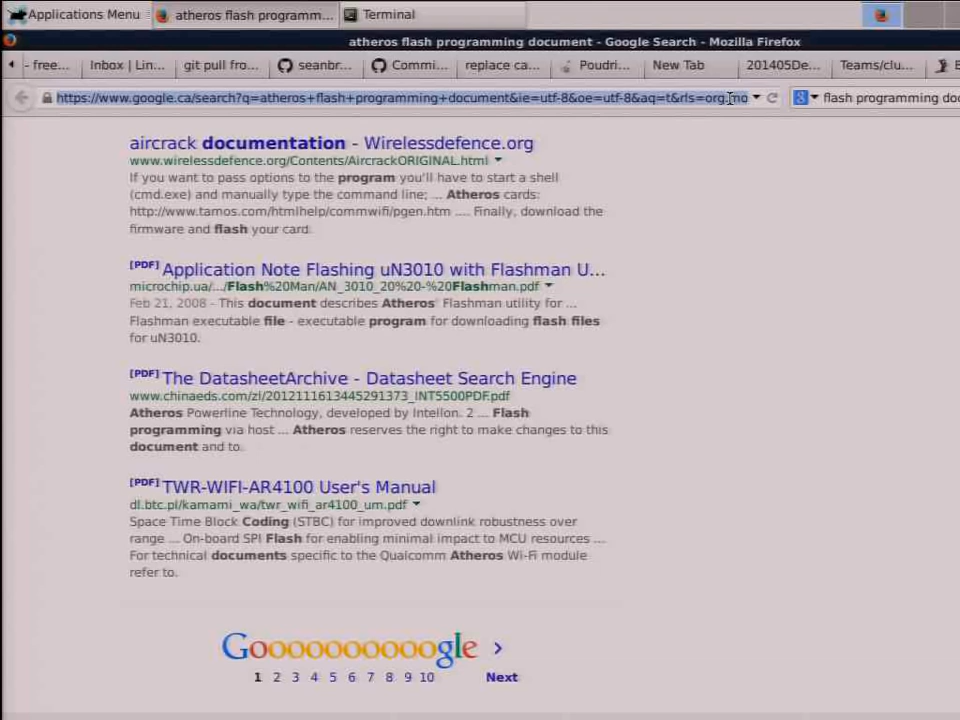 Applications Menu
atheros flash programm...
Terminal
atheros flash programming document - Google Search - Mozilla Firefox
- free...
Inbox | Lin...
git pull fro...
seanbr...
Commi...
replace ca...
Poudri...
New Tab
201405De...
Teams/clu...
https://www.google.ca/search?q=atheros+flash+programming+document&ie=utf-8&oe=utf-8&aq=t&rls=org.mo
flash programming do
aircrack documentation - Wirelessdefence.org
www.wirelessdefence.org/Contents/AircrackORIGINAL.html
If you want to pass options to the program you'll have to start a shell
(cmd.exe) and manually type the command line; ... Atheros cards:
http://www.tamos.com/htmlhelp/commwifi/pgen.htm .... Finally, download the
firmware and flash your card.
[PDF] Application Note Flashing uN3010 with Flashman U...
microchip.ua/.../Flash%20Man/AN_3010_20%20-%20Flashman.pdf
Feb 21, 2008 - This document describes Atheros' Flashman utility for ...
Flashman executable file - executable program for downloading flash files
for uN3010.
[PDF] The DatasheetArchive - Datasheet Search Engine
www.chinaeds.com/zl/2012111613445291373_INT5500PDF.pdf
Atheros Powerline Technology, developed by Intellon. 2 ... Flash
programming via host ... Atheros reserves the right to make changes to this
document and to.
[PDF] TWR-WIFI-AR4100 User's Manual
dl.btc.pl/kamami_wa/twr_wifi_ar4100_um.pdf
Space Time Block Coding (STBC) for improved downlink robustness over
range ... On-board SPI Flash for enabling minimal impact to MCU resources ...
For technical documents specific to the Qualcomm Atheros Wi-Fi module
refer to.
Goooooooooogle >
1 2 3 4 5 6 7 8 9 10 Next